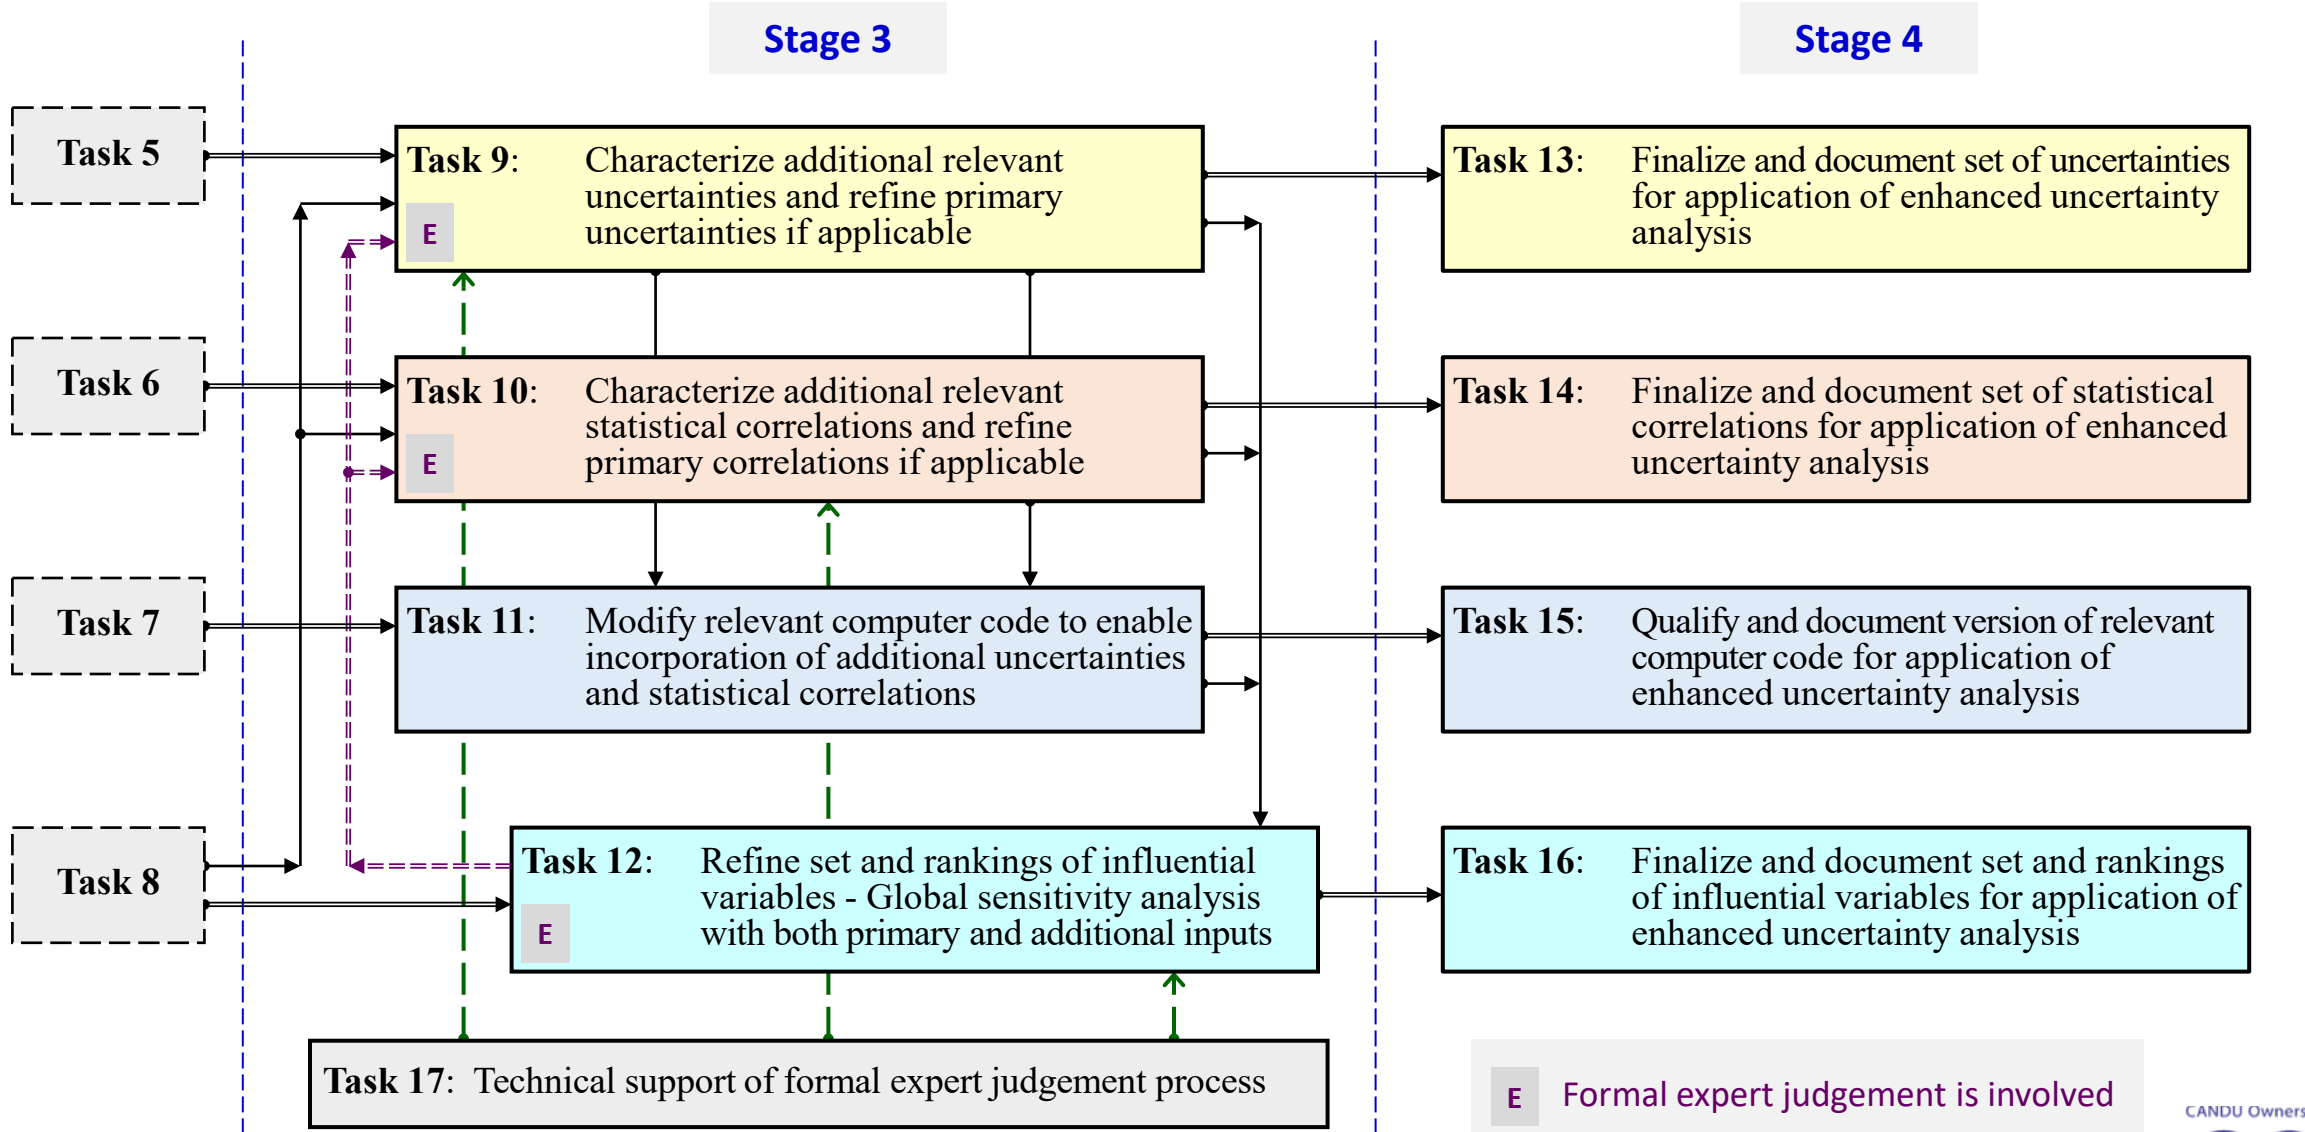 Stage 3
Stage 4
Task 5
Task 9: Characterize additional relevant
uncertainties and refine primary
uncertainties if applicable
E
Task 13: Finalize and document set of uncertainties
for application of enhanced uncertainty
analysis
Task 6
Task 10: Characterize additional relevant
statistical correlations and refine
primary correlations if applicable
E
Task 14: Finalize and document set of statistical
correlations for application of enhanced
uncertainty analysis
Task 7
Task 11: Modify relevant computer code to enable
incorporation of additional uncertainties
and statistical correlations
Task 15: Qualify and document version of relevant
computer code for application of
enhanced uncertainty analysis
Task 8
Task 12: Refine set and rankings of influential
variables - Global sensitivity analysis
with both primary and additional inputs
E
Task 16: Finalize and document set and rankings
of influential variables for application of
enhanced uncertainty analysis
Task 17: Technical support of formal expert judgement process
E Formal expert judgement is involved
CANDU Owners